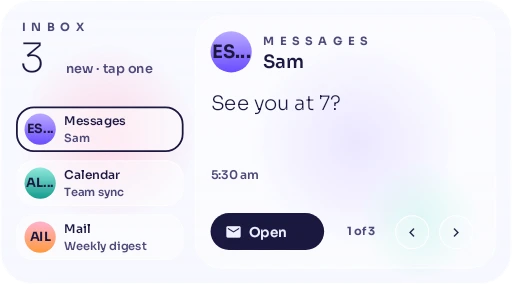 INBOX
3 new · tap one
ES... Messages
Sam
AL... Calendar
Team sync
AIL Mail
Weekly digest
ES... MESSAGES
Sam
See you at 7?
5:30 am
Open 1 of 3